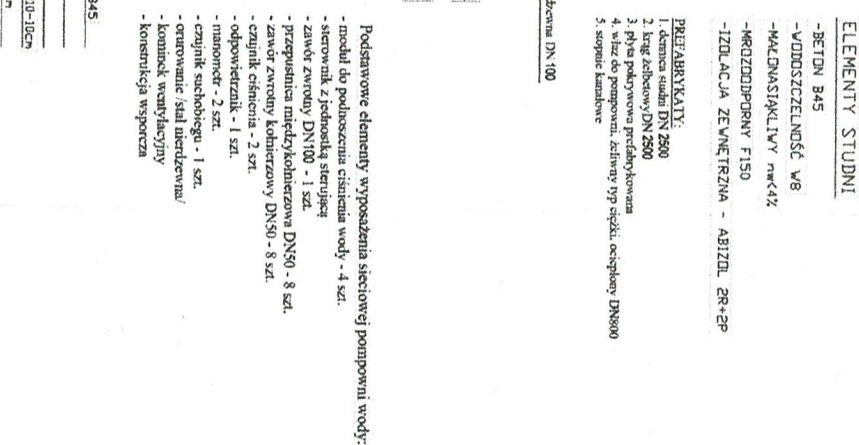 ELEMENTY STUDNI
-BETON B45
-WODOSZCZELNOŚĆ W8
-MAŁONASIĄKLIWY nw<4%
-MROZOODPORNY F150
-IZOLACJA ZEWNĘTRZNA - ABIZOL 2R+2P
PREFABRYKATY:
1. dennica studni DN 2500
2. krąg żelbetowyDN 2500
3. płyta pokrywowa prefabrykowana
4. właz do pompowni, żeliwny typ ciężki, ocieplony DN800
5. stopnie kanałowe
dzewna DN 100
Podstawowe elementy wyposażenia sieciowej pompowni wody:
- moduł do podnoszenia ciśnienia wody - 4 szt.
- sterownik z jednostką sterującą
- zawór zwrotny DN100 - 1 szt.
- przepustnica międzykołnierzowa DN50 - 8 szt.
- zawór zwrotny kołnierzowy DN50 - 8 szt.
- czujnik ciśnienia - 2 szt.
- odpowietrznik - 1 szt.
- manometr - 2 szt.
- czujnik suchobiegu - 1 szt.
- orurowanie /stal nierdzewna/
- kominek wentylacyjny
- konstrukcja wsporcza
B45
10-10cm